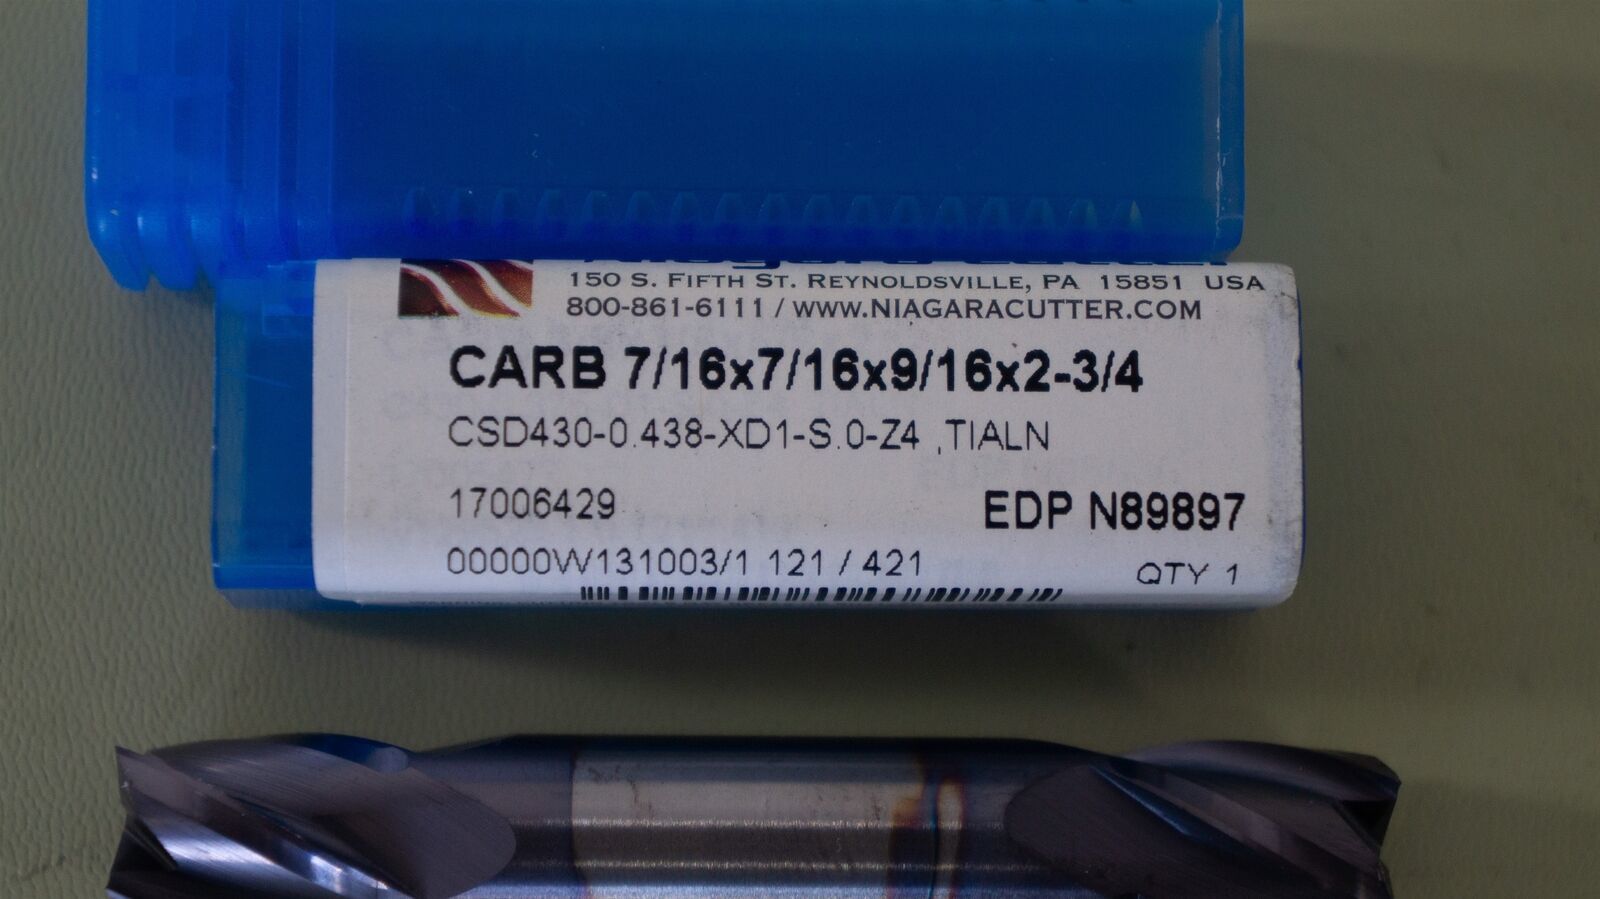 150 S. FIFTH ST. REYNOLDSVILLE, PA 15851 USA
800-861-6111 / WWW.NIAGARACUTTER.COM
CARB 7/16x7/16x9/16x2-3/4
CSD430-0.438-XD1-S.0-Z4 ,TIALN
17006429
EDP N89897
00000W131003/1 121 / 421
QTY 1